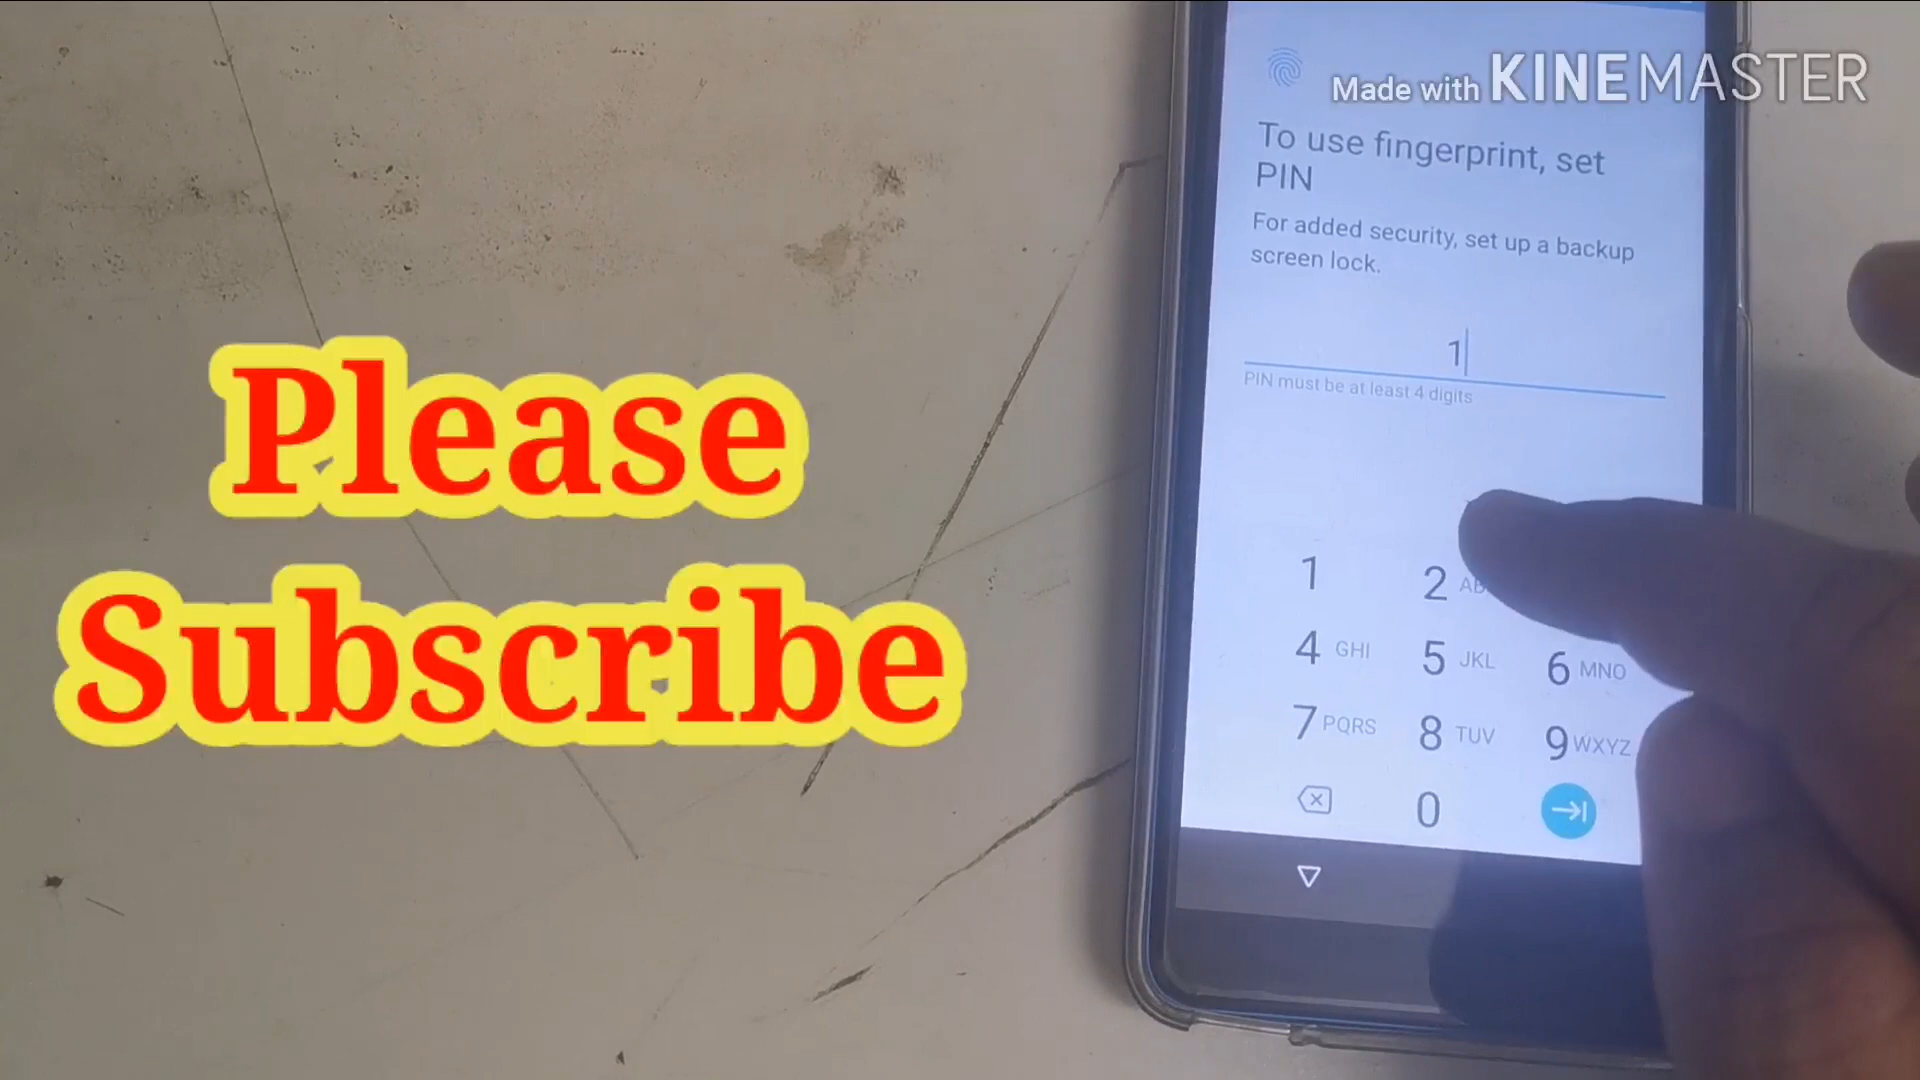 Made with KINEMASTER
To use fingerprint, set
PIN
For added security, set up a backup
screen lock.
1
PIN must be at least 4 digits
Please
Subscribe
1
2
4 GHI
5 JKL
6 MNO
7 PQRS
8 TUV
9 WXYZ
0